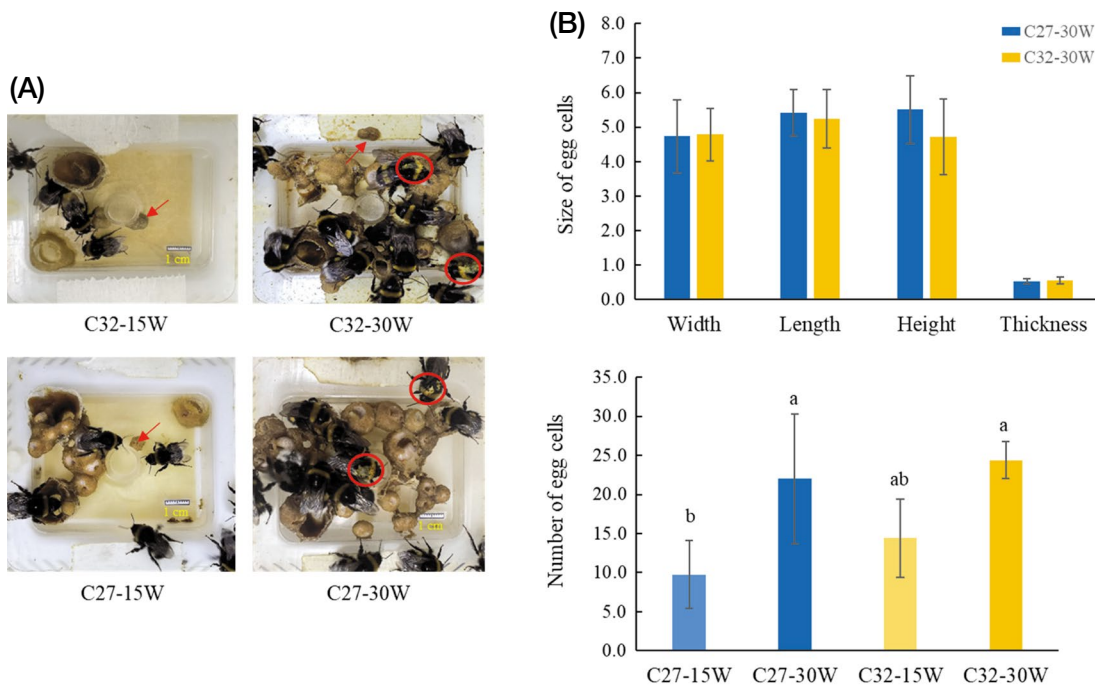 (A)
1 cm
C32-15W
C32-30W
1 cm
1 cm
C27-15W
C27-30W
(B)
Size of egg cells
8.0
7.0
6.0
5.0
4.0
3.0
2.0
1.0
0.0
C27-30W
C32-30W
Width Length Height Thickness
Number of egg cells
35.0
30.0
25.0
20.0
15.0
10.0
5.0
0.0
b a ab a
C27-15W C27-30W C32-15W C32-30W